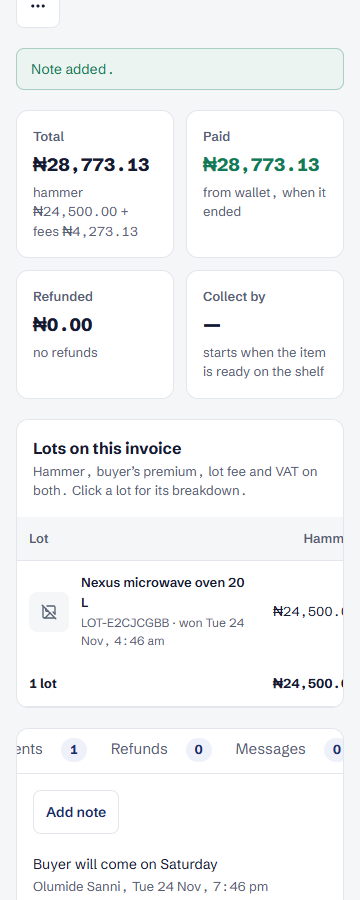 ...
Note added.
Total
₦28,773.13
hammer
₦24,500.00 +
fees ₦4,273.13
Paid
₦28,773.13
from wallet, when it
ended
Refunded
₦0.00
no refunds
Collect by
—
starts when the item
is ready on the shelf
Lots on this invoice
Hammer, buyer's premium, lot fee and VAT on
both. Click a lot for its breakdown.
Lot Hamm
Nexus microwave oven 20
L
LOT-E2CJCGBB · won Tue 24
Nov, 4:46 am
₦24,500.0
1 lot ₦24,500.0
ents 1 Refunds 0 Messages 0
Add note
Buyer will come on Saturday
Olumide Sanni, Tue 24 Nov, 7:46 pm